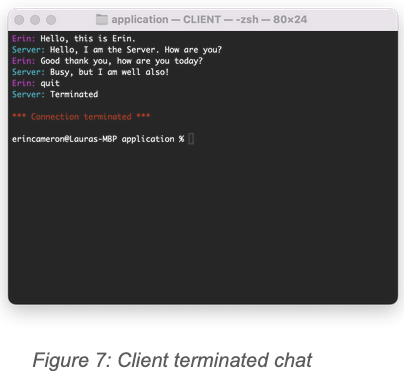 application — CLIENT — -zsh — 80×24
Erin: Hello, this is Erin.
Server: Hello, I am the Server. How are you?
Erin: Good thank you, how are you today?
Server: Busy, but I am well also!
Erin: quit
Server: Terminated
*** Connection terminated ***
erincameron@Lauras-MBP application %
Figure 7: Client terminated chat